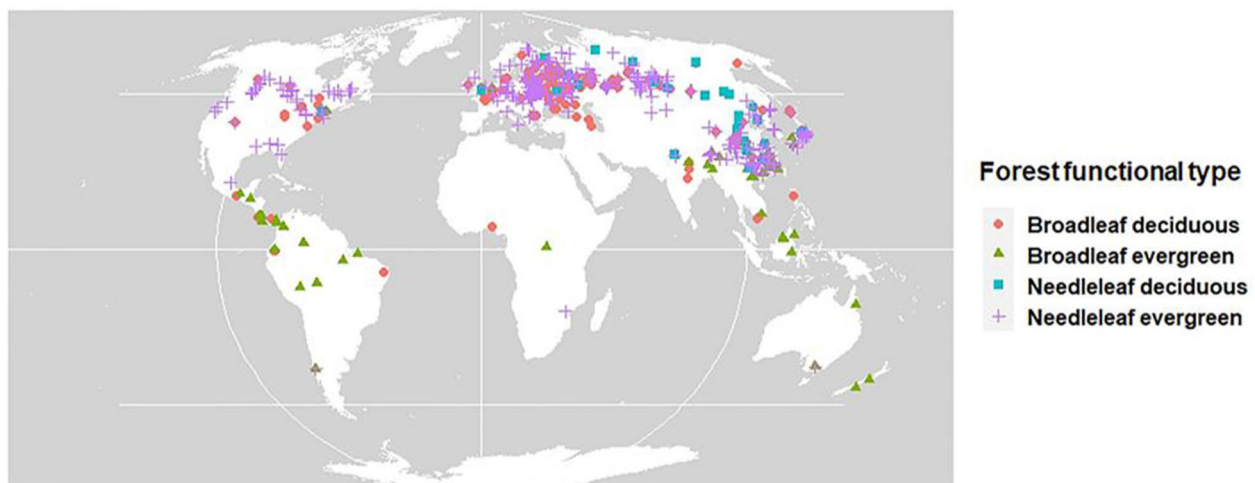 Forest functional type
Broadleaf deciduous
Broadleaf evergreen
Needleleaf deciduous
Needleleaf evergreen